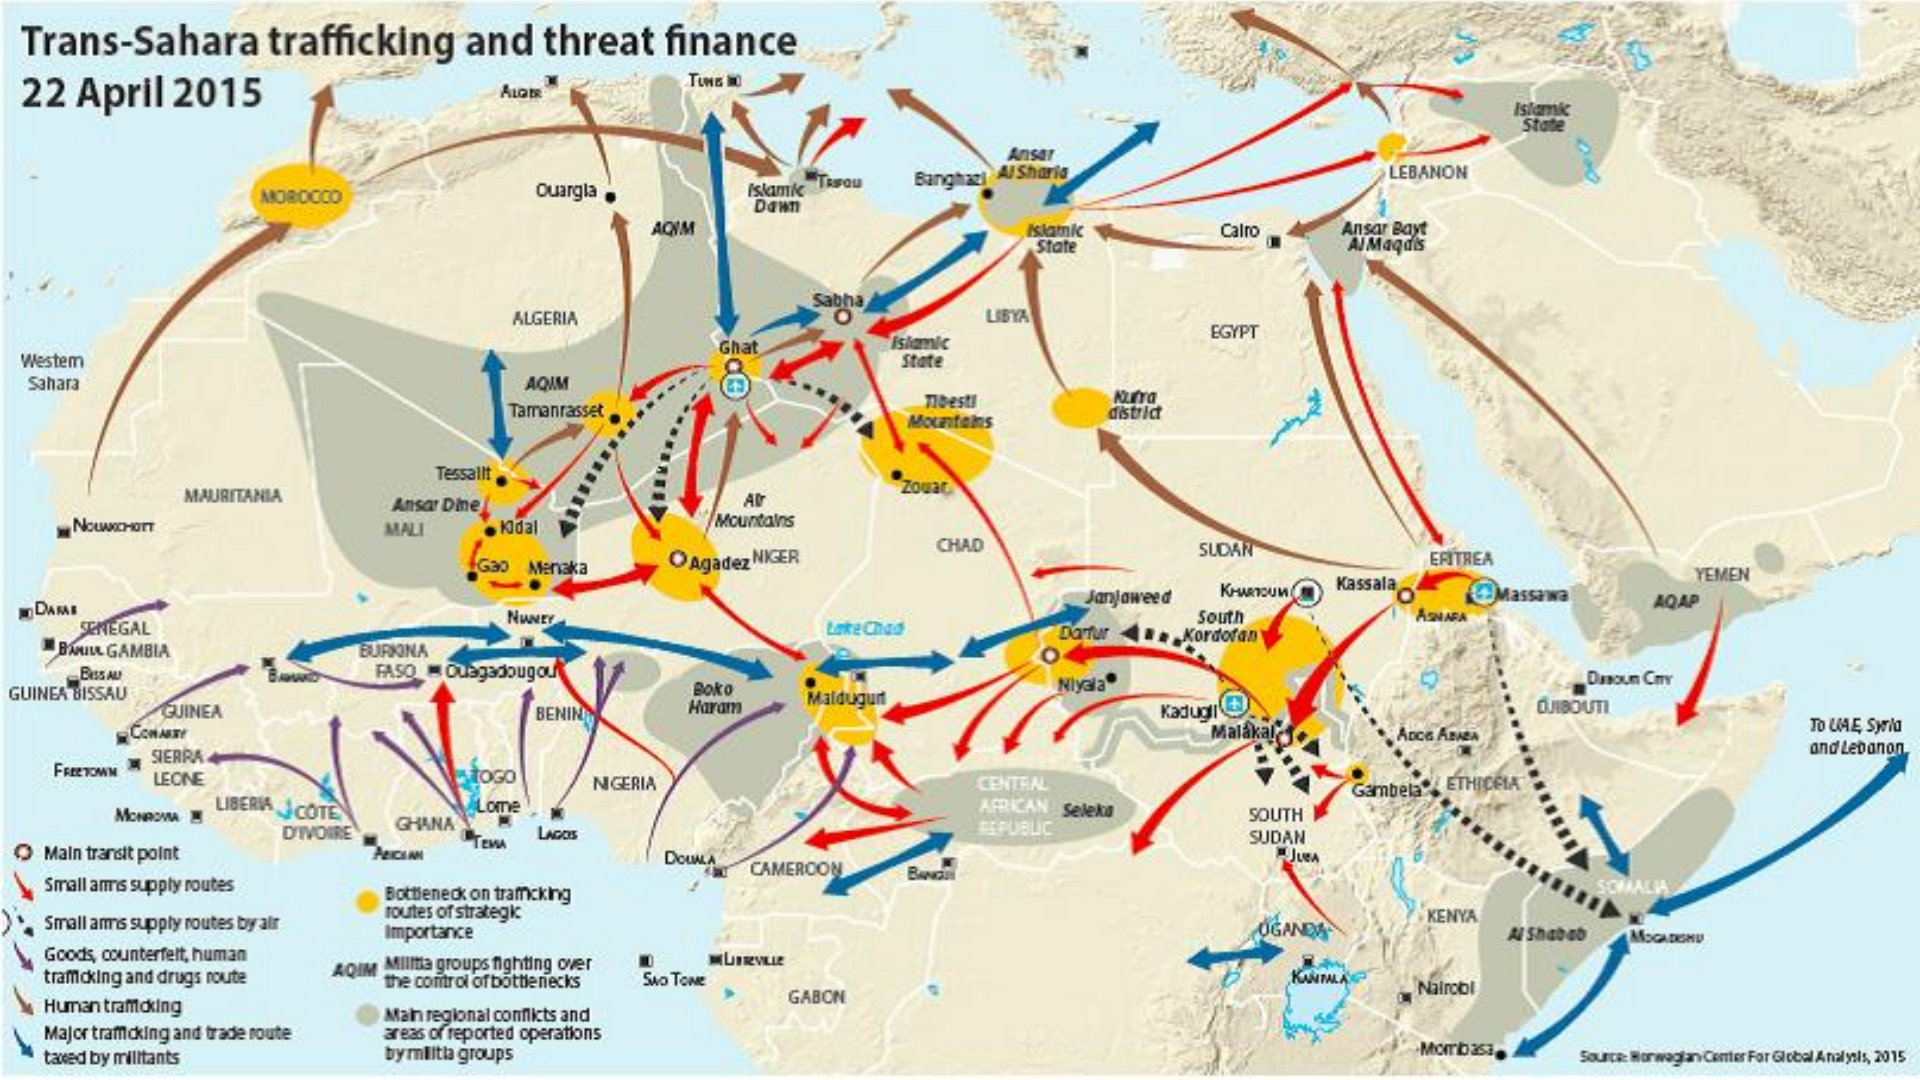 Trans-Sahara trafficking and threat finance
22 April 2015
ALGER
TUNIS
Islamic
State
Ansar
Al Sharia
Banghazi
MOROCCO
Ouargla
Islamic
Dawn
TRIPOLI
LEBANON
AQIM
Islamic
State
Cairo
Ansar Bayt
Al Maqdis
Sabha
ALGERIA
LIBYA
EGYPT
Ghat
Islamic
State
Western
Sahara
AQIM
Tamanrasset
Tibesti
Mountains
Kufra
district
Tessalit
Zouar
MAURITANIA
Ansar Dine
Air
Mountains
NOUAKCHOTT
MALI
Kidal
CHAD
SUDAN
ERITREA
Gao
Menaka
Agadez
NIGER
YEMEN
AQAP
Janjaweed
KHARTOUM
Kassala
Massawa
ASMARA
DAKAR
SENEGAL
NIAMEY
Lake Chad
Darfur
South
Kordofan
BANJUL
GAMBIA
BURKINA
FASO
Ouagadougou
BISSAU
GUINEA BISSAU
BAMAKO
Boko
Haram
Maiduguri
Niyala
DJIBOUTI CITY
DJIBOUTI
GUINEA
BENIN
Kadugli
Malakal
ADDIS ABABA
To UAE, Syria
and Lebanon
CONAKRY
SIERRA
LEONE
FREETOWN
TOGO
NIGERIA
CENTRAL
AFRICAN
REPUBLIC
Seleka
Gambela
ETHIOPIA
LIBERIA
CÔTE
D'IVOIRE
GHANA
Lome
MONROVIA
LAGOS
TEMA
ABIDJAN
SOUTH
SUDAN
JUBA
DOUALA
CAMEROON
BANGUI
SOMALIA
Main transit point
Small arms supply routes
Small arms supply routes by air
Goods, counterfeit, human
trafficking and drugs route
Human trafficking
Major trafficking and trade route
taxed by militants
Bottleneck on trafficking
routes of strategic
importance
AQIM
Militia groups fighting over
the control of bottlenecks
Main regional conflicts and
areas of reported operations
by militia groups
KENYA
UGANDA
Al Shabab
MOGADISHU
SAO TOME
LIBREVILLE
GABON
KAMPALA
Nairobi
Mombasa
Source: Norwegian Center For Global Analysis, 2015